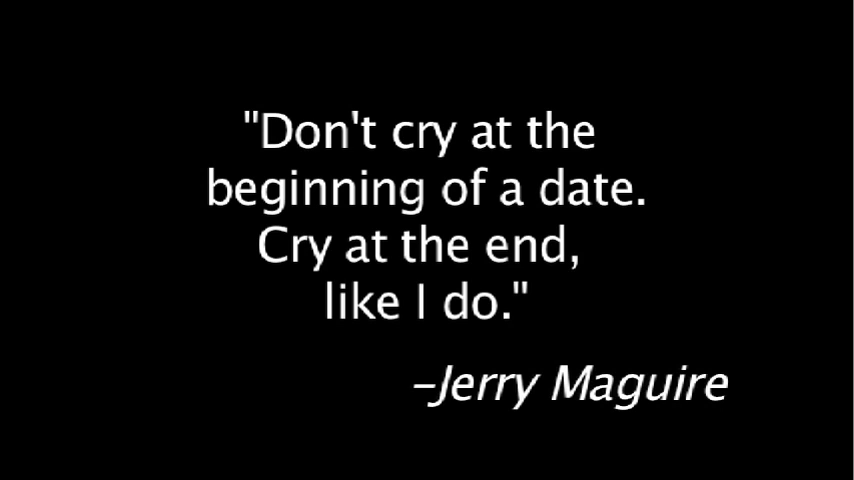 "Don't cry at the
beginning of a date.
Cry at the end,
like I do."
–Jerry Maguire